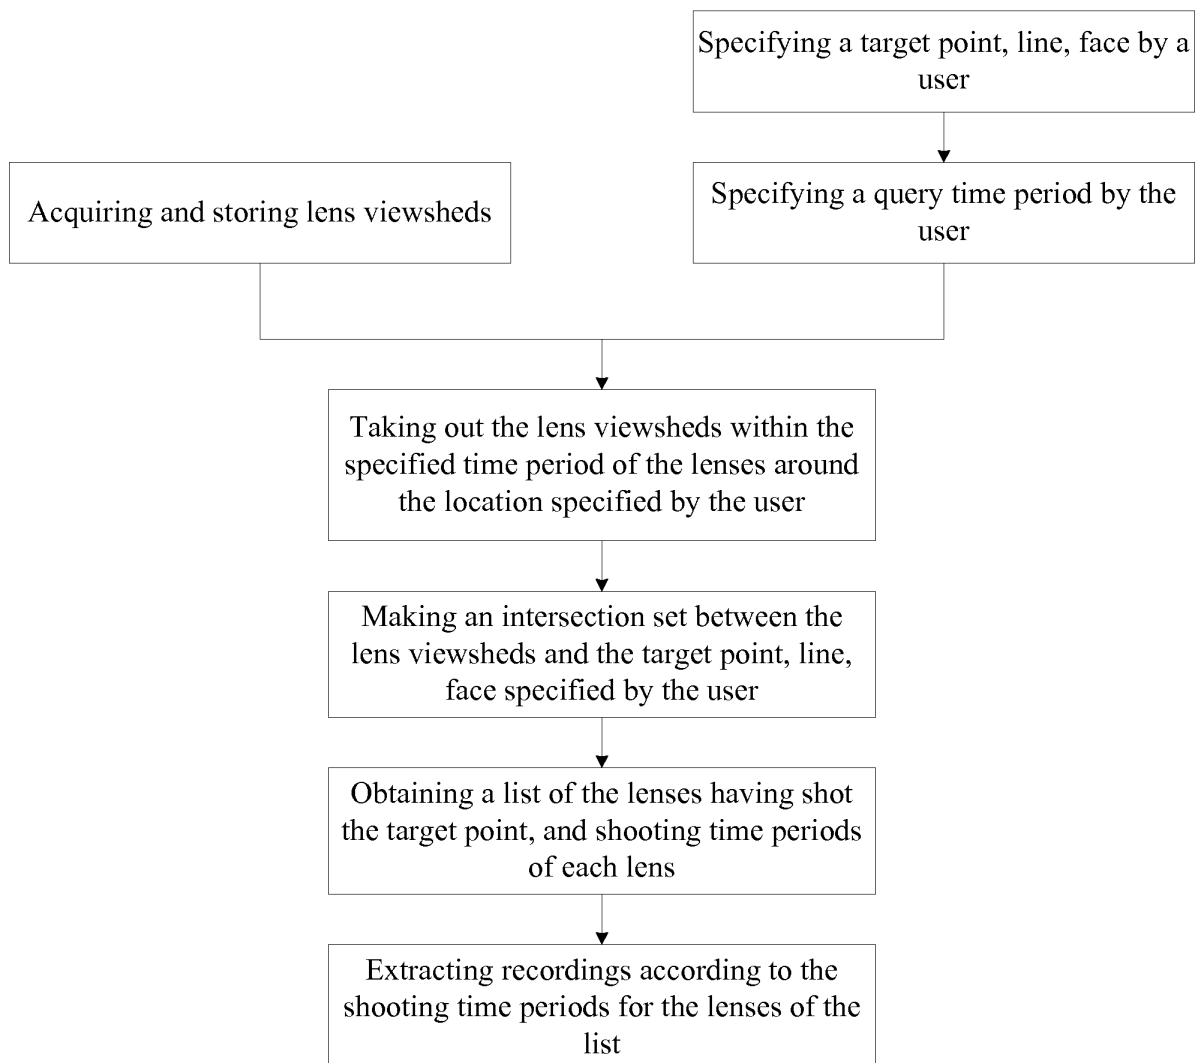 Specifying a target point, line, face by a
user
Acquiring and storing lens viewsheds
Specifying a query time period by the
user
Taking out the lens viewsheds within the
specified time period of the lenses around
the location specified by the user
Making an intersection set between the
lens viewsheds and the target point, line,
face specified by the user
Obtaining a list of the lenses having shot
the target point, and shooting time periods
of each lens
Extracting recordings according to the
shooting time periods for the lenses of the
list